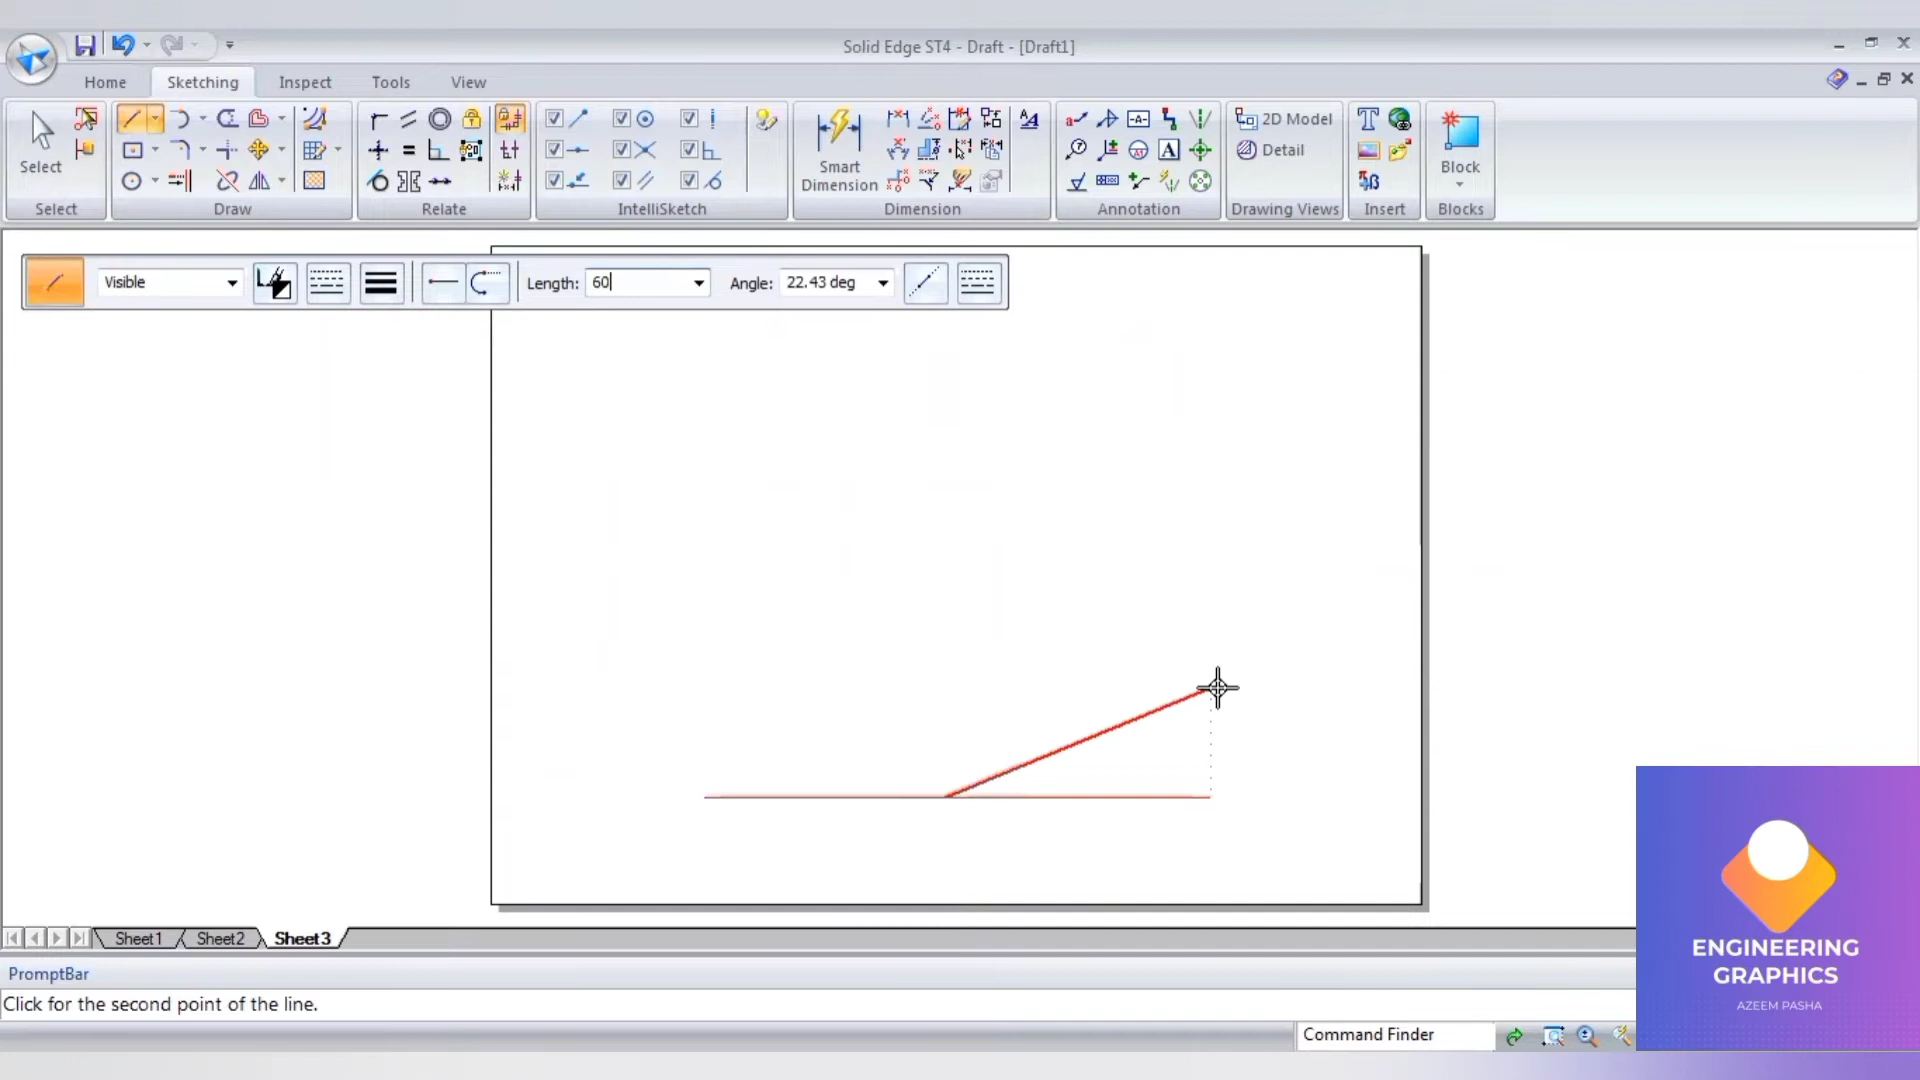 Solid Edge ST4 - Draft - [Draft1]
Home Sketching Inspect Tools View
Select
Smart Dimension
2D Model
Detail
Block
Select Draw Relate IntelliSketch Dimension Annotation Drawing Views Insert Blocks
Visible Length: 60 Angle: 22.43 deg
Sheet1 Sheet2 Sheet3
PromptBar
Click for the second point of the line.
Command Finder
ENGINEERING
GRAPHICS
AZEEM PASHA